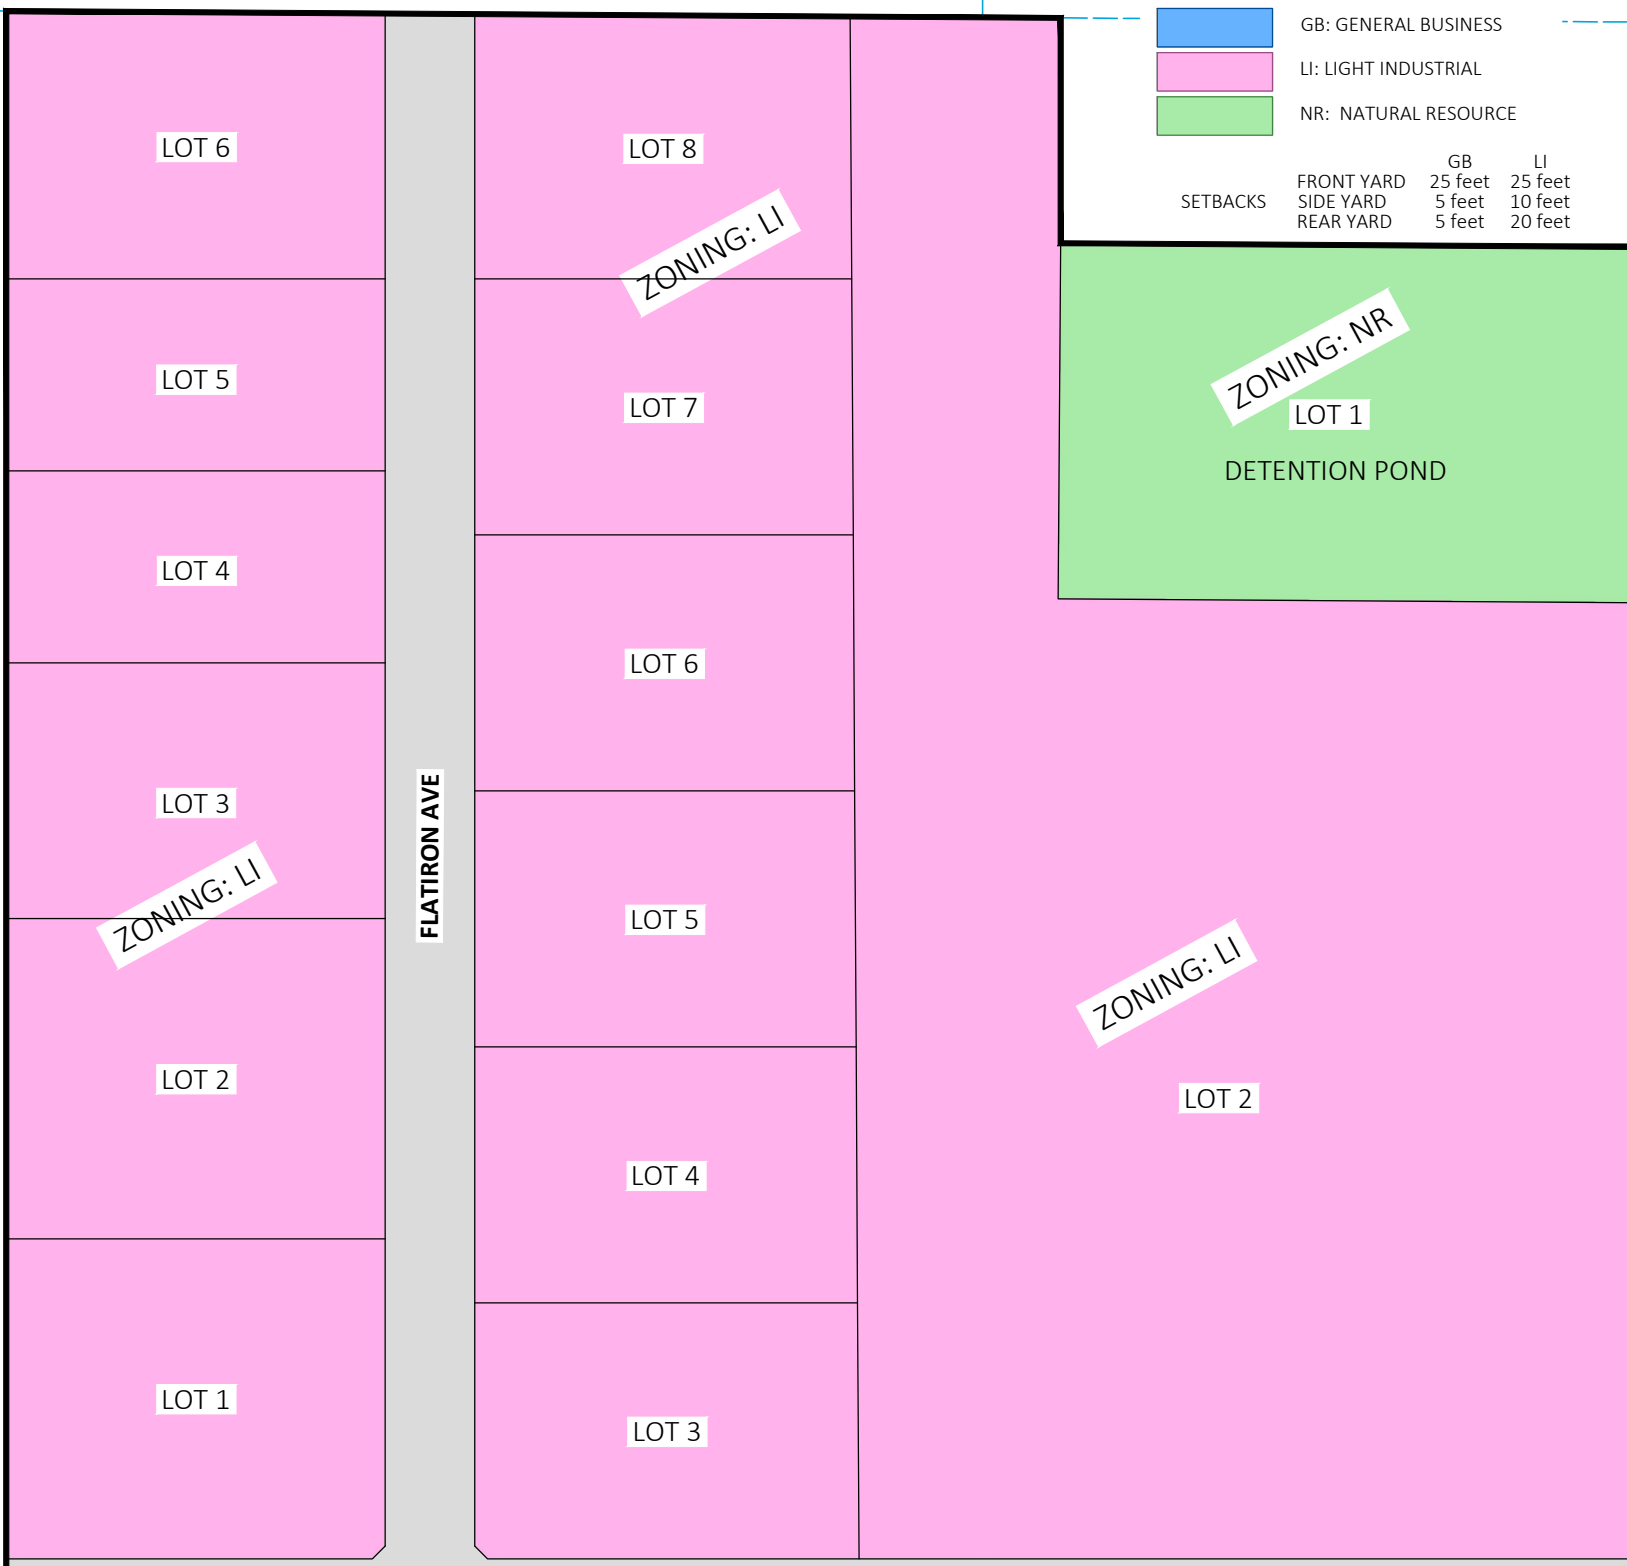 GB: GENERAL BUSINESS
LI: LIGHT INDUSTRIAL
NR: NATURAL RESOURCE
GB LI
FRONT YARD 25 feet 25 feet
SETBACKS SIDE YARD 5 feet 10 feet
REAR YARD 5 feet 20 feet
LOT 6
LOT 5
LOT 4
LOT 3
ZONING: LI
LOT 2
LOT 1
FLATIRON AVE
LOT 8
ZONING: LI
LOT 7
LOT 6
LOT 5
LOT 4
LOT 3
ZONING: NR
LOT 1
DETENTION POND
ZONING: LI
LOT 2